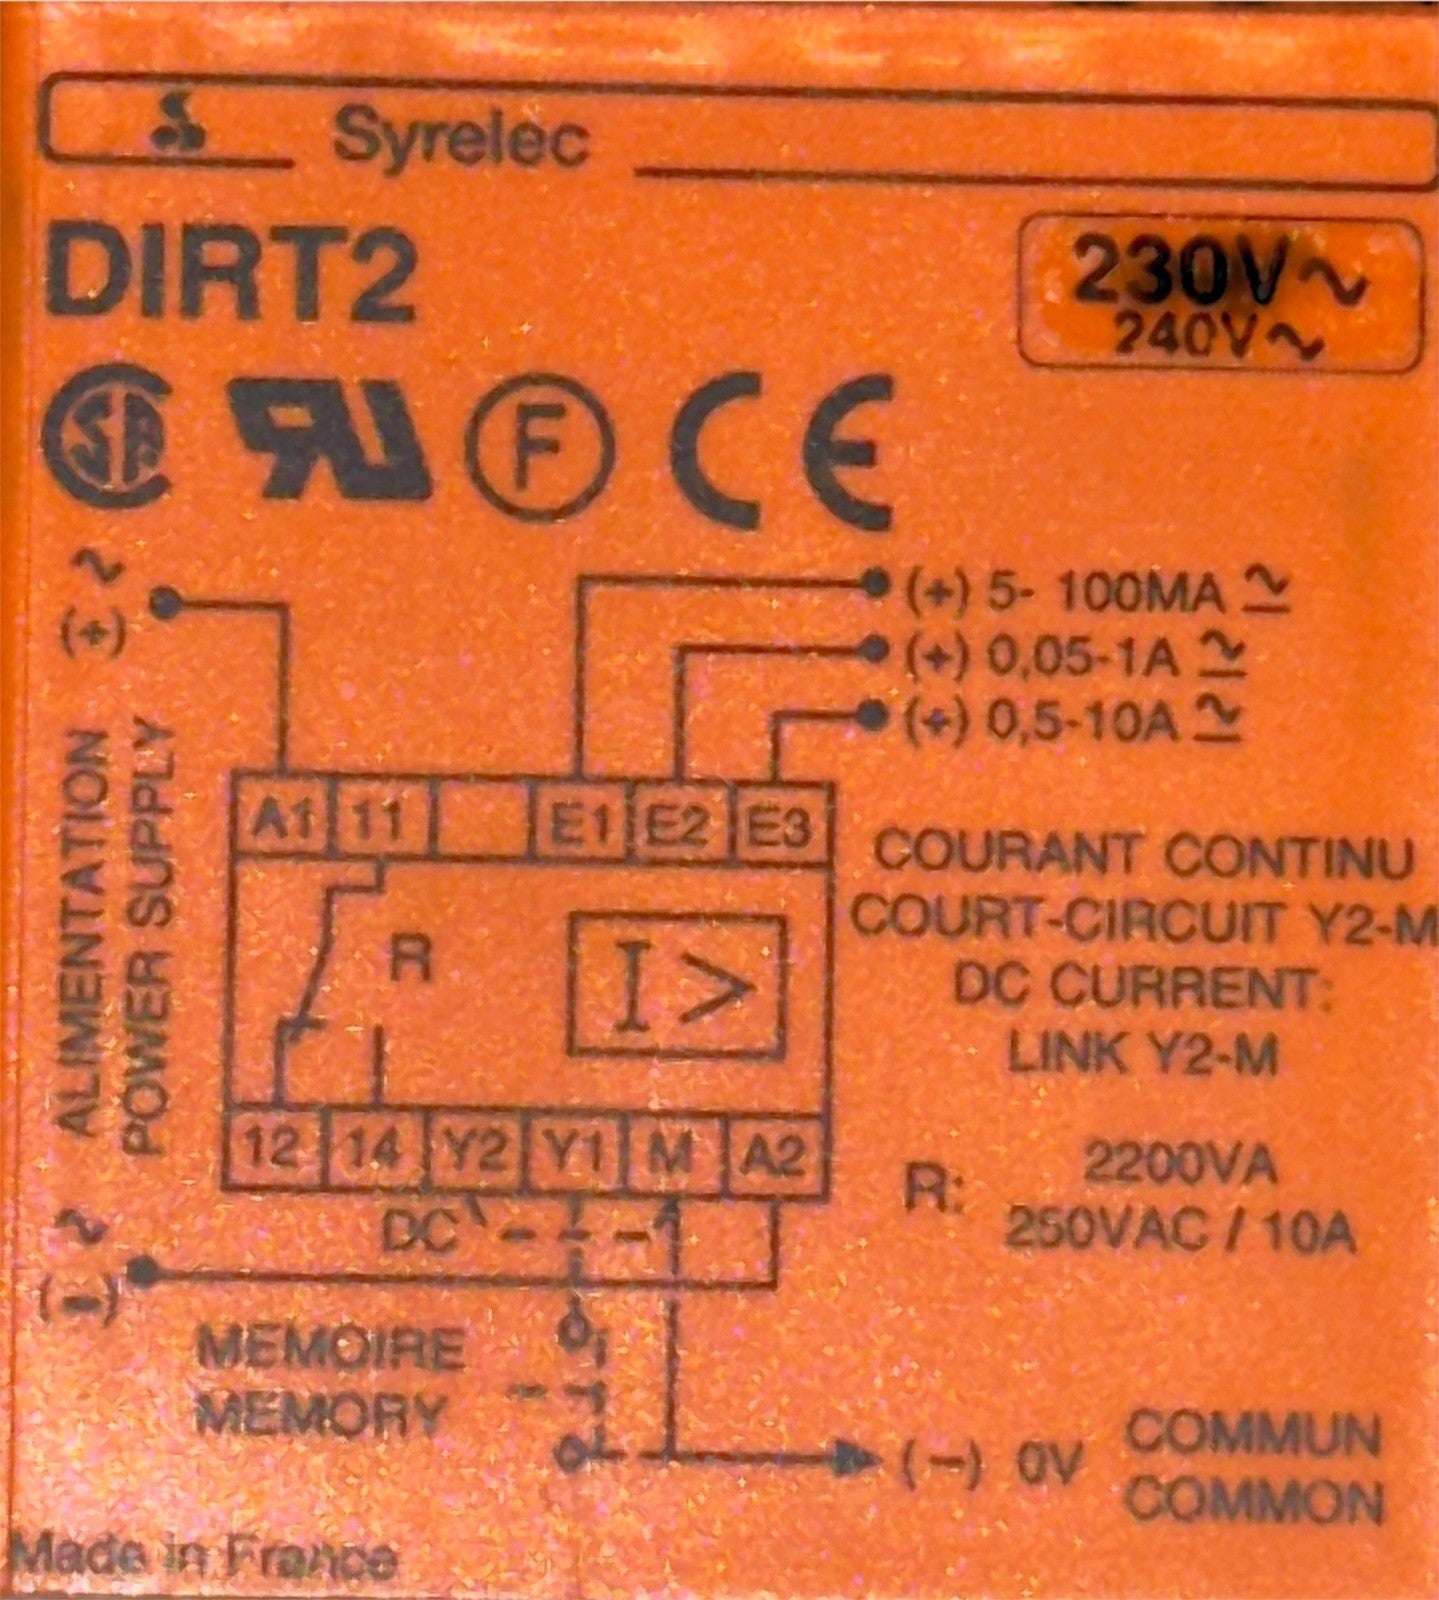 Syrelec
DIRT2
230V~
240V~
(+) 5- 100MA
(+) 0,05-1A
(+) 0,5-10A
~ (+)
ALIMENTATION
POWER SUPPLY
~ (-)
A1 11 E1 E2 E3
R
I >
12 14 Y2 Y1 M A2
DC
COURANT CONTINU
COURT-CIRCUIT Y2-M
DC CURRENT:
LINK Y2-M
R: 2200VA
250VAC / 10A
MEMOIRE
MEMORY
(-) 0V COMMUN
COMMON
Made in France
SA
F
CE